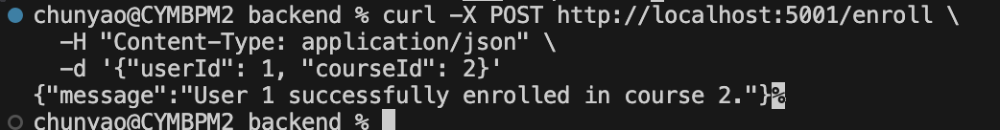 chunyao@CYMBPM2 backend % curl -X POST http://localhost:5001/enroll \
  -H "Content-Type: application/json" \
  -d '{"userId": 1, "courseId": 2}'
{"message":"User 1 successfully enrolled in course 2."}%
chunyao@CYMBPM2 backend %